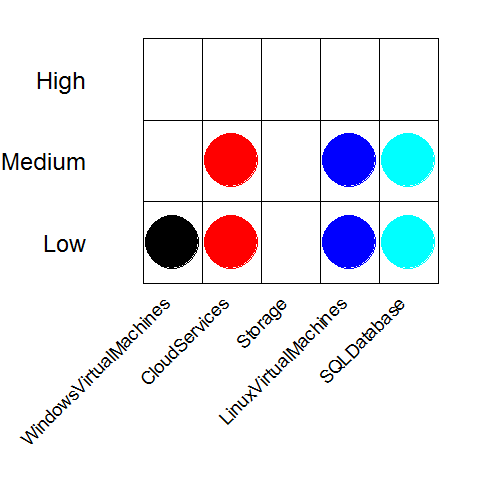 High
Medium
Low
WindowsVirtualMachines
CloudServices
Storage
LinuxVirtualMachines
SQLDatabase